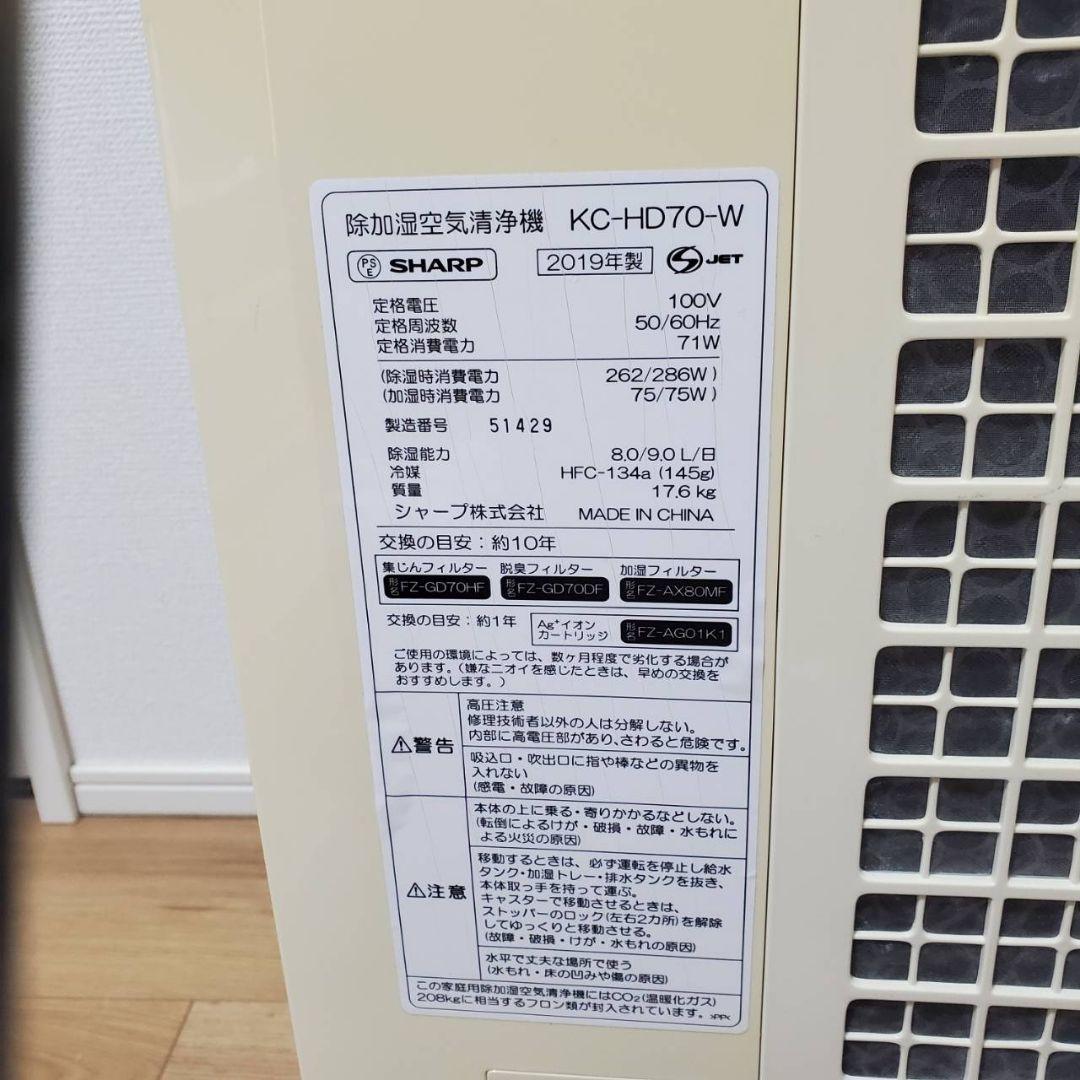 除加湿空気清浄機 KC-HD70-W
PSE SHARP 2019年製 S JET
定格電圧 100V
定格周波数 50/60Hz
定格消費電力 71W
(除湿時消費電力 262/286W)
(加湿時消費電力 75/75W)
製造番号 51429
除湿能力 8.0/9.0 L/日
冷媒 HFC-134a (145g)
質量 17.6 kg
シャープ株式会社 MADE IN CHINA
交換の目安：約10年
集じんフィルター 脱臭フィルター 加湿フィルター
形名 FZ-GD70HF 形名 FZ-GD70DF 形名 FZ-AX80MF
交換の目安：約1年 Ag⁺イオンカートリッジ 形名 FZ-AG01K1
ご使用の環境によっては、数ヶ月程度で劣化する場合が
あります。(嫌なニオイを感じたときは、早めの交換を
おすすめします。)
⚠警告
高圧注意
修理技術者以外の人は分解しない。
内部に高電圧部があり、さわると危険です。
吸込口・吹出口に指や棒などの異物を
入れない
(感電・故障の原因)
⚠注意
本体の上に乗る・寄りかかるなどしない。
(転倒によるけが・破損・故障・水もれに
よる火災の原因)
移動するときは、必ず運転を停止し給水
タンク・加湿トレー・排水タンクを抜き、
本体取っ手を持って運ぶ。
キャスターで移動させるときは、
ストッパーのロック(左右2カ所)を解除
してゆっくりと移動させる。
(故障・破損・けが・水もれの原因)
水平で丈夫な場所で使う
(水もれ・床の凹みや傷の原因)
この家庭用除加湿空気清浄機にはCO₂(温暖化ガス)
208kgに相当するフロン類が封入されています。 >PP<